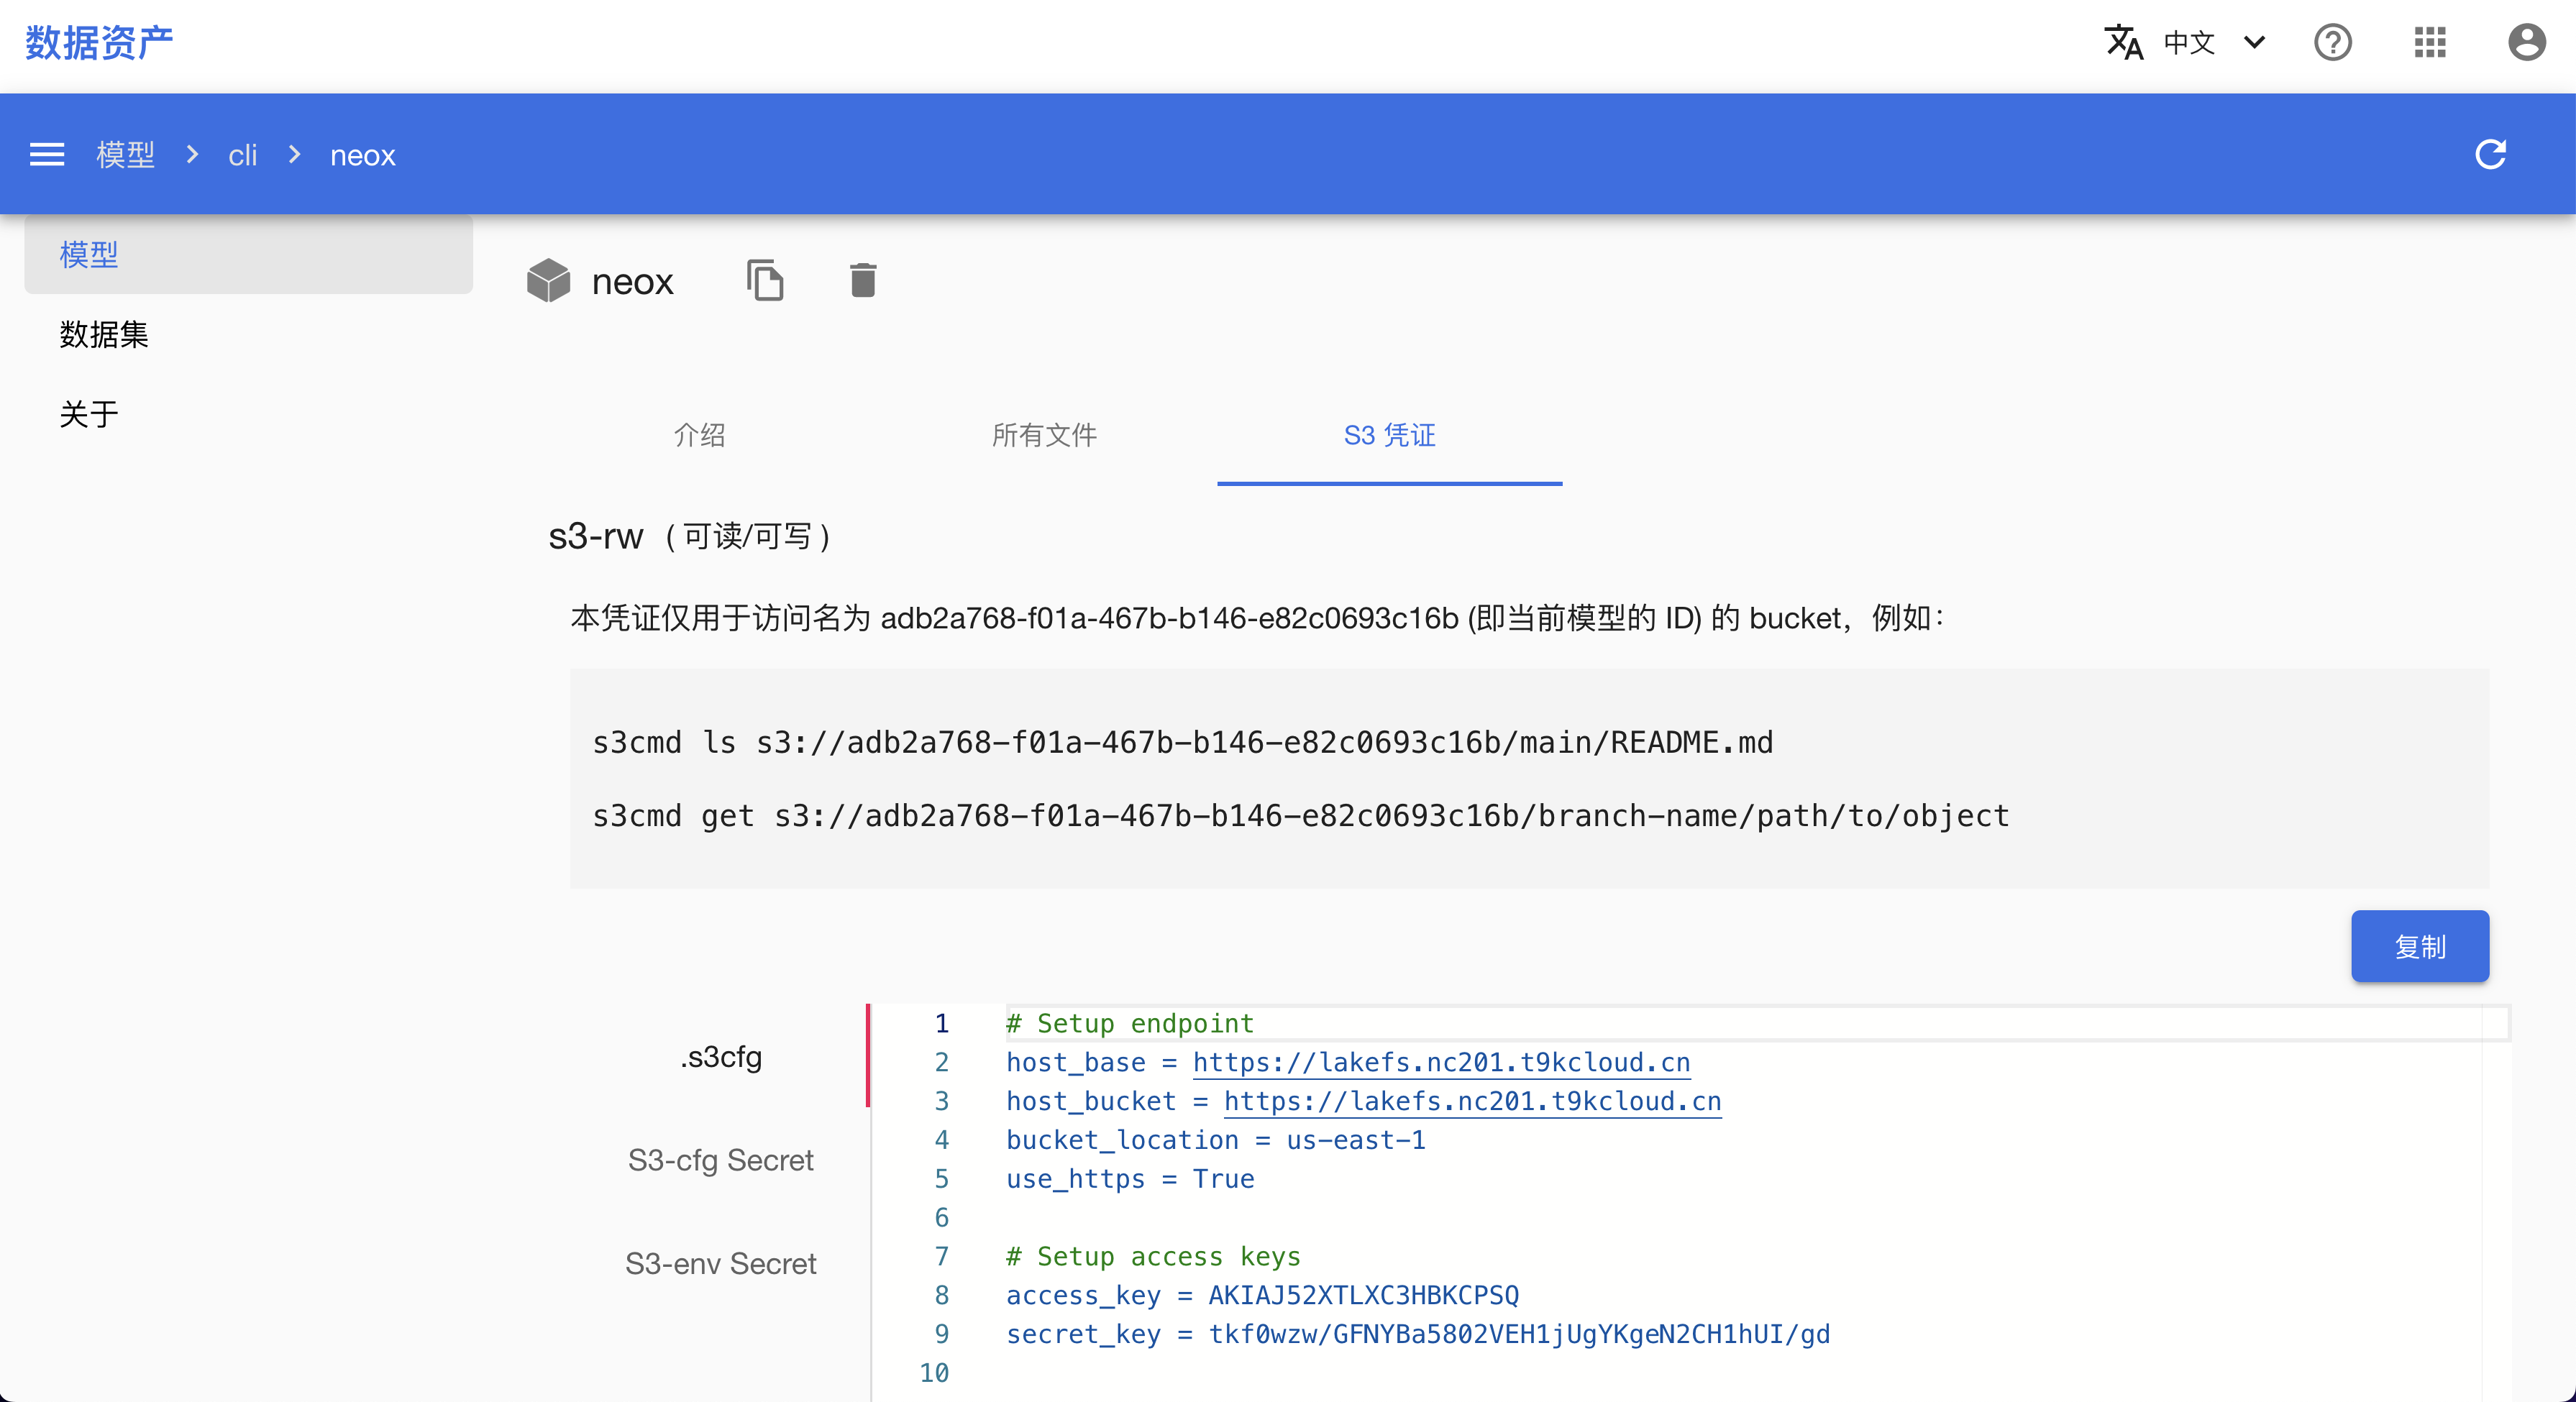 数据资产
中文
模型 > cli > neox
模型
数据集
关于
neox
介绍
所有文件
S3 凭证
s3-rw ( 可读/可写 )
本凭证仅用于访问名为 adb2a768-f01a-467b-b146-e82c0693c16b (即当前模型的 ID) 的 bucket，例如：
s3cmd ls s3://adb2a768-f01a-467b-b146-e82c0693c16b/main/README.md
s3cmd get s3://adb2a768-f01a-467b-b146-e82c0693c16b/branch-name/path/to/object
复制
.s3cfg
S3-cfg Secret
S3-env Secret
1 # Setup endpoint
2 host_base = https://lakefs.nc201.t9kcloud.cn
3 host_bucket = https://lakefs.nc201.t9kcloud.cn
4 bucket_location = us-east-1
5 use_https = True
6
7 # Setup access keys
8 access_key = AKIAJ52XTLXC3HBKCPSQ
9 secret_key = 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
10